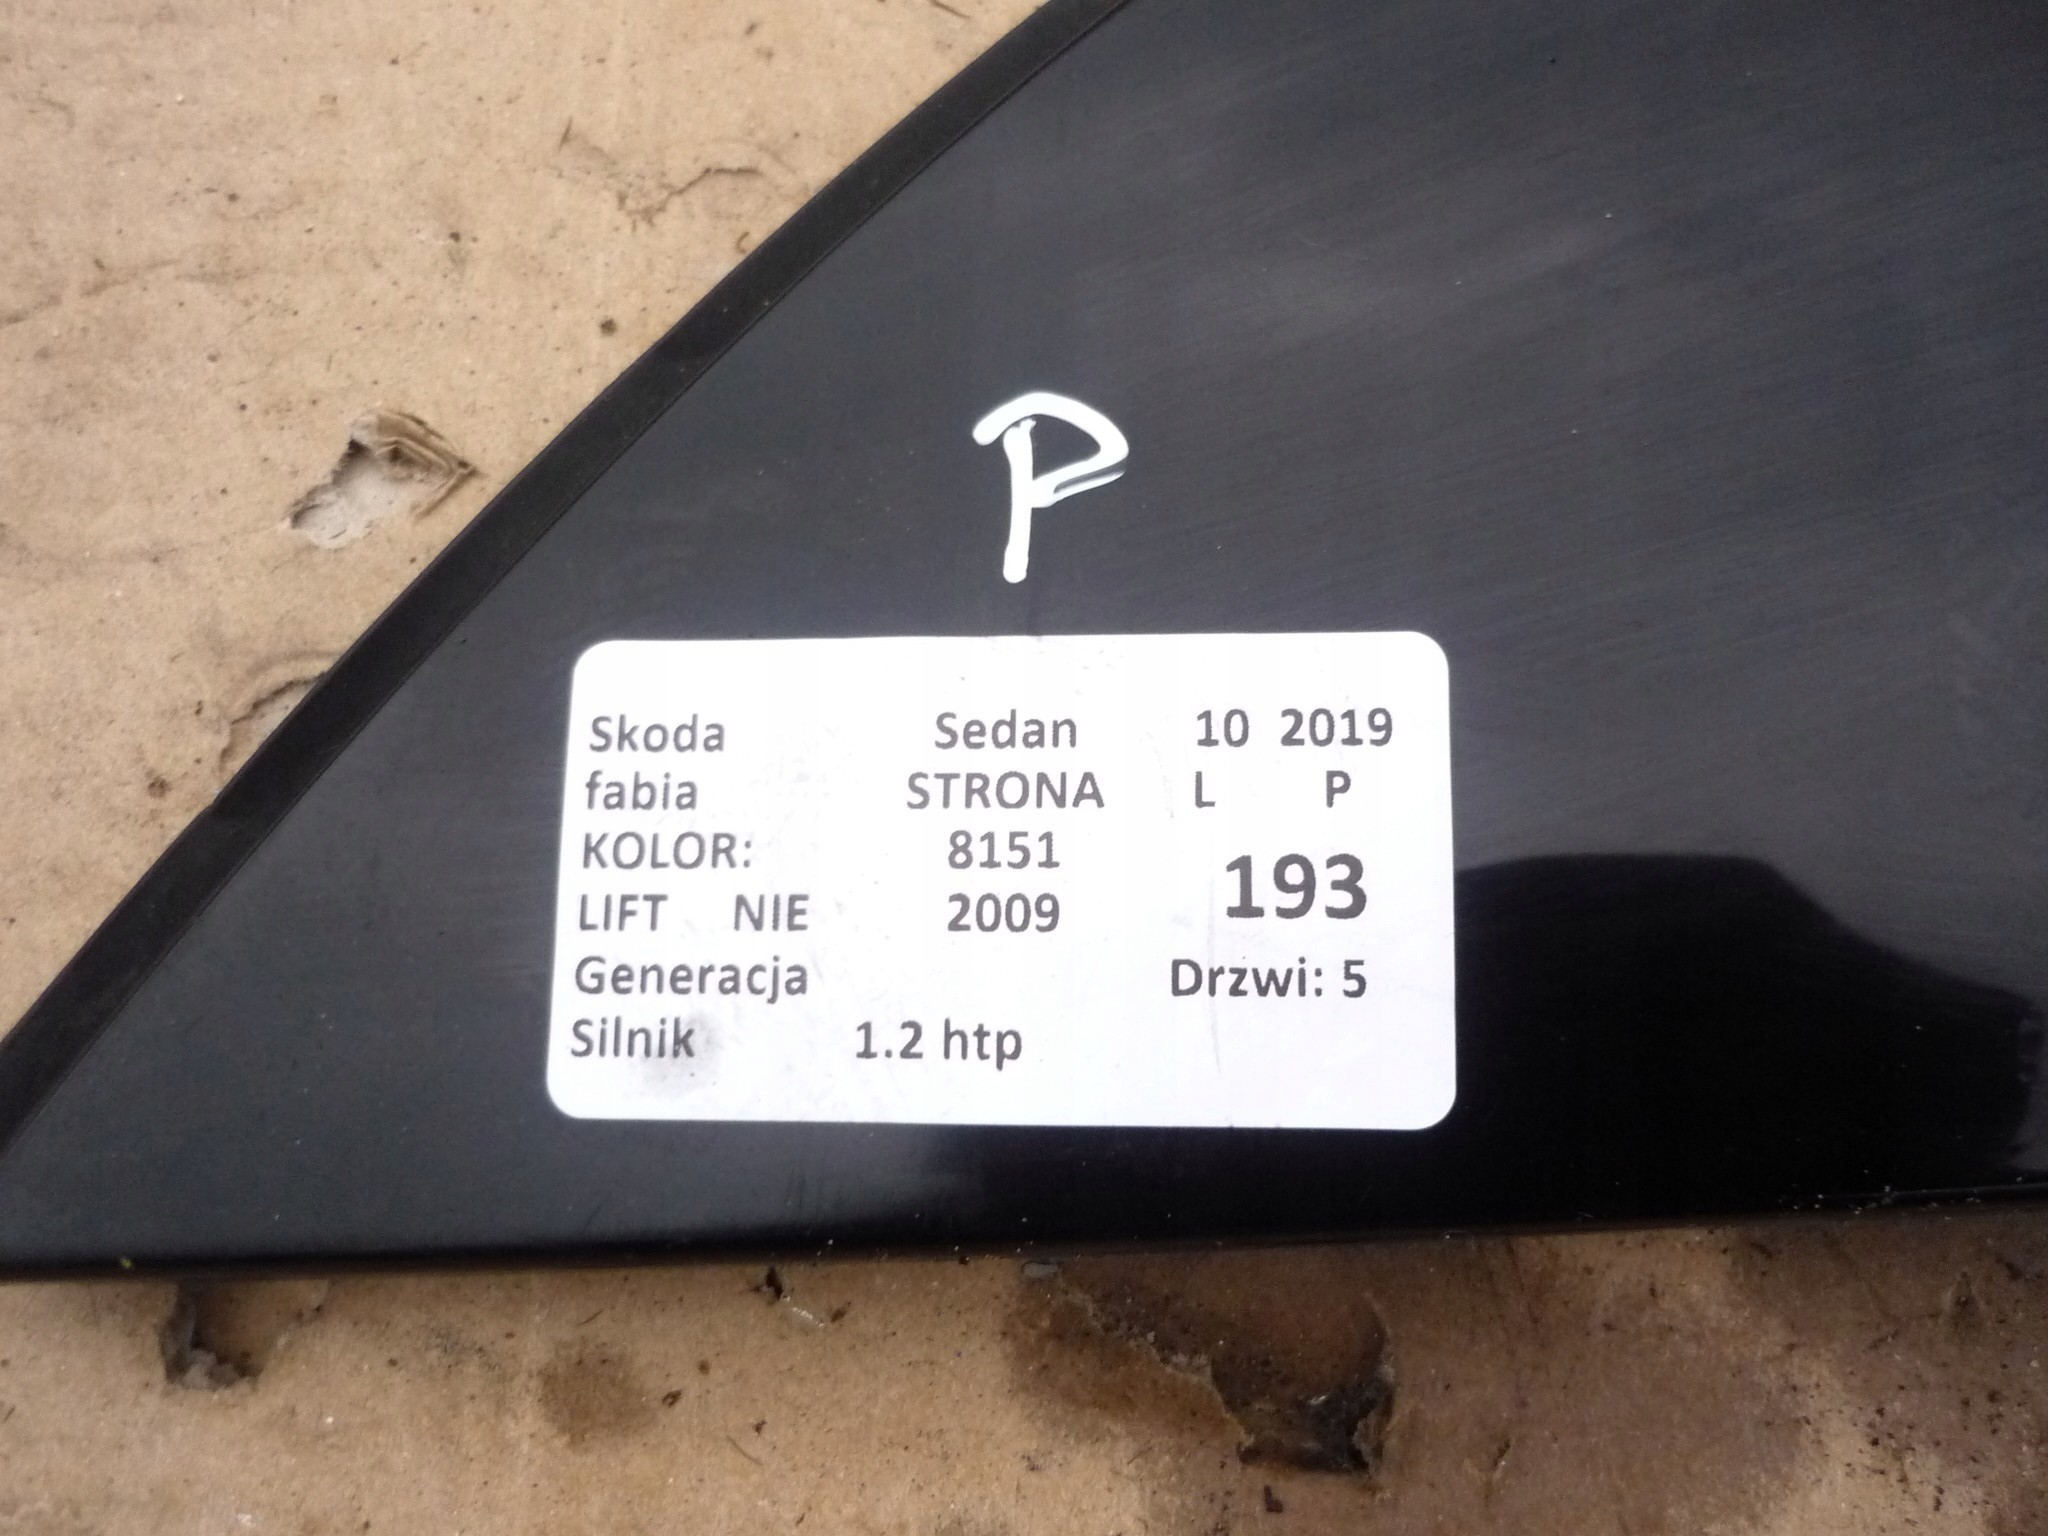 P
Skoda Sedan 10 2019
fabia STRONA L P
KOLOR: 8151
193
LIFT NIE 2009
Generacja Drzwi: 5
Silnik 1.2 htp